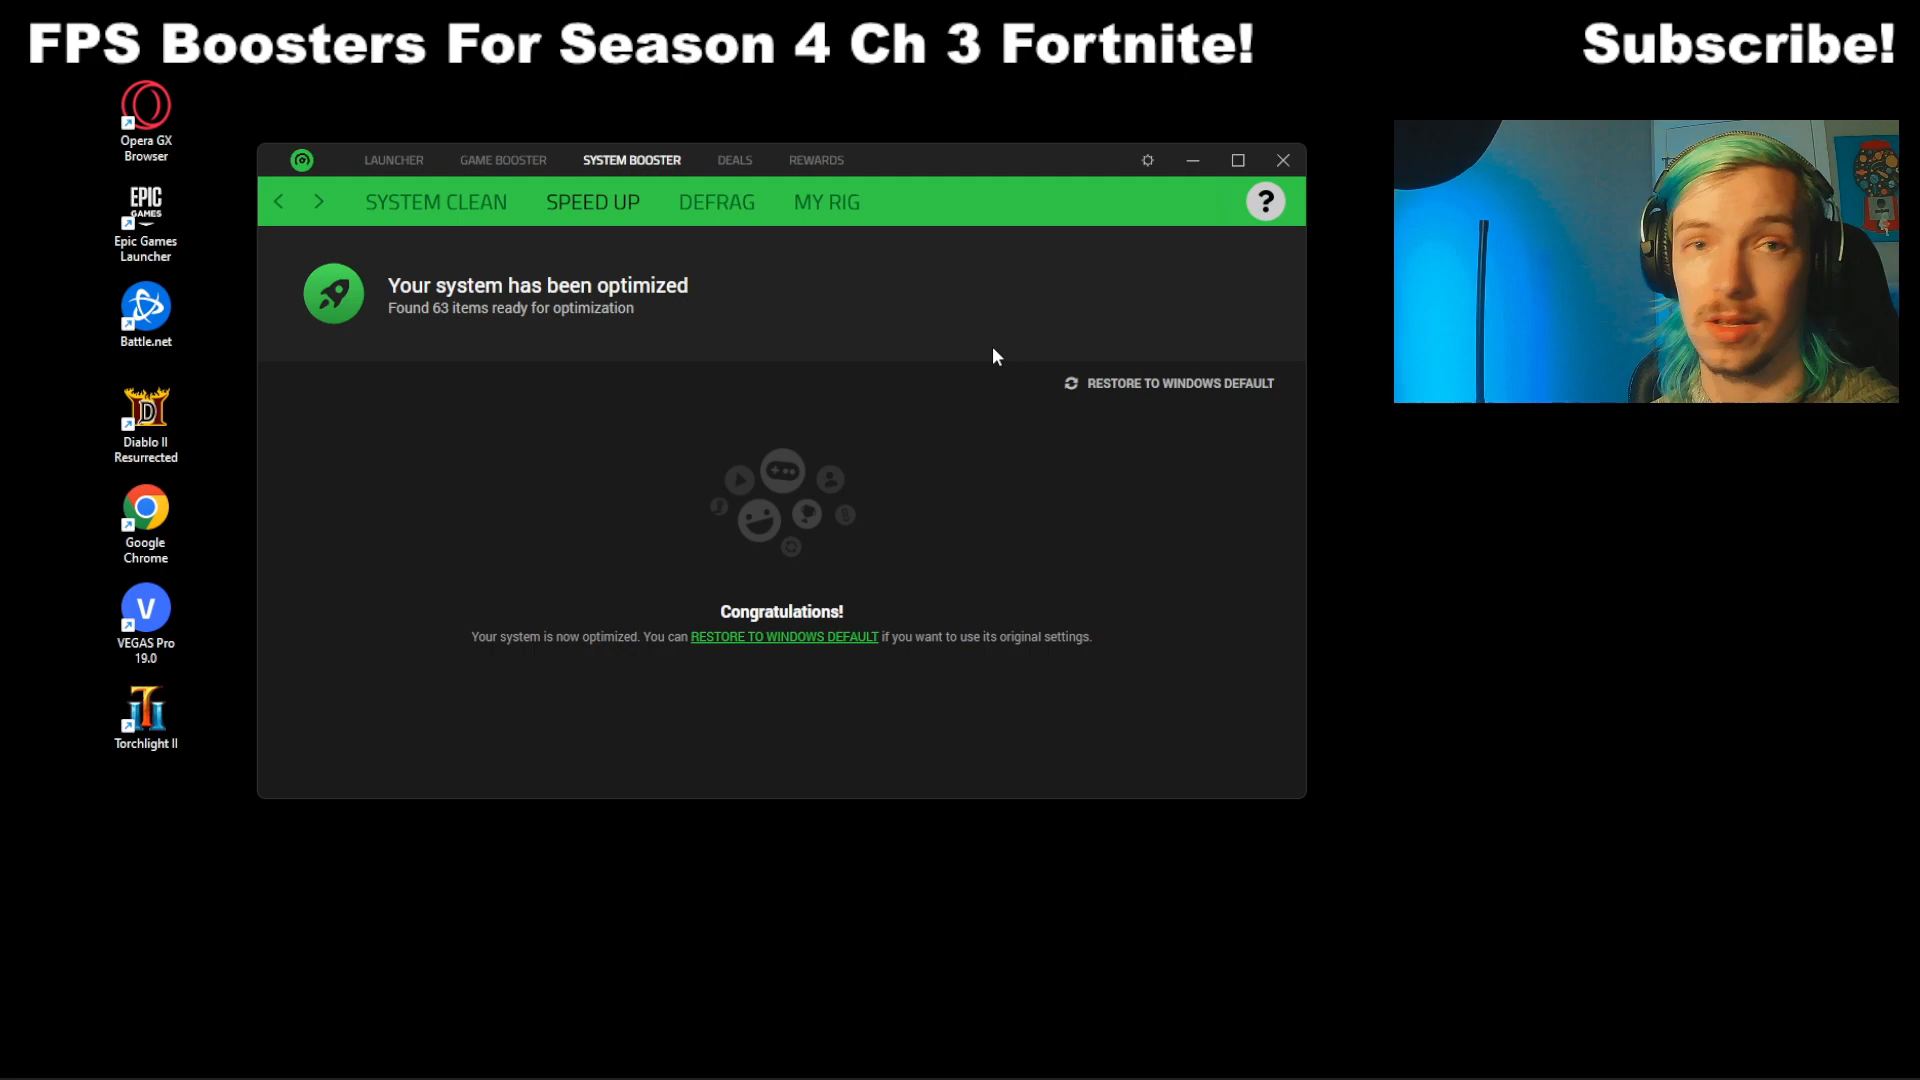 FPS Boosters For Season 4 Ch 3 Fortnite!
Subscribe!
Opera GX
Browser
EPIC
GAMES
Epic Games
Launcher
Battle.net
Diablo II
Resurrected
Google
Chrome
V
VEGAS Pro
19.0
Torchlight II
LAUNCHER
GAME BOOSTER
SYSTEM BOOSTER
DEALS
REWARDS
SYSTEM CLEAN
SPEED UP
DEFRAG
MY RIG
?
Your system has been optimized
Found 63 items ready for optimization
RESTORE TO WINDOWS DEFAULT
Congratulations!
Your system is now optimized. You can RESTORE TO WINDOWS DEFAULT if you want to use its original settings.